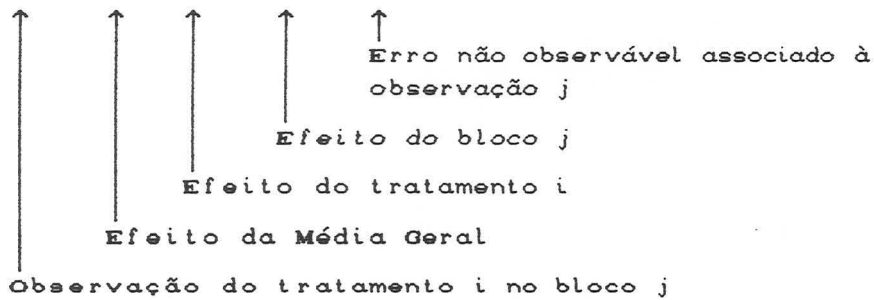 Erro não observável associado à
observação j
Efeito do bloco j
Efeito do tratamento i
Efeito da Média Geral
Observação do tratamento i no bloco j